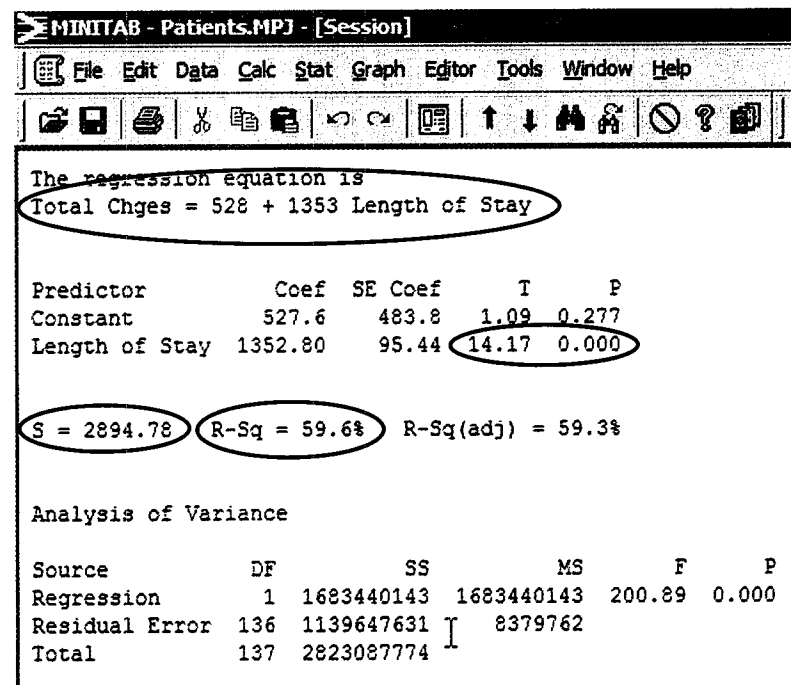 MINITAB - Patients.MPJ - [Session]
File Edit Data Calc Stat Graph Editor Tools Window Help
The regression equation is
Total Chges = 528 + 1353 Length of Stay
Predictor Coef SE Coef T P
Constant 527.6 483.8 1.09 0.277
Length of Stay 1352.80 95.44 14.17 0.000
S = 2894.78 R-Sq = 59.6% R-Sq(adj) = 59.3%
Analysis of Variance
Source DF SS MS F P
Regression 1 1683440143 1683440143 200.89 0.000
Residual Error 136 1139647631 8379762
Total 137 2823087774